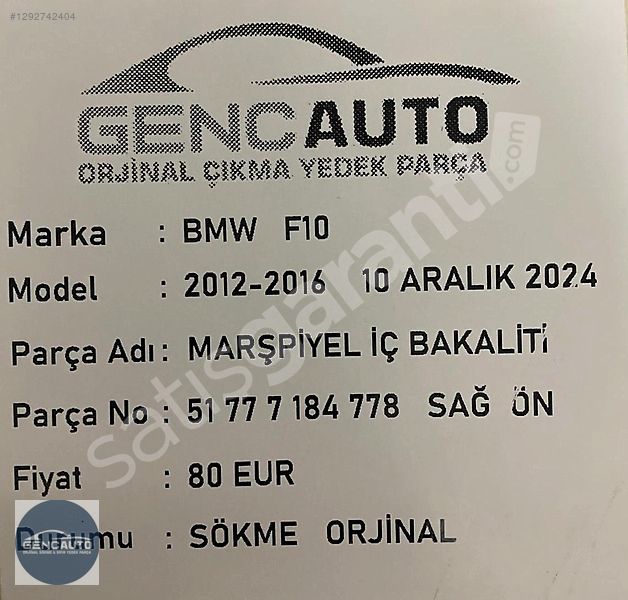 #1292742404
GENCAUTO
ORJİNAL ÇIKMA YEDEK PARÇA
satışgaranti.com
Marka : BMW F10
Model : 2012-2016 10 ARALIK 2024
Parça Adı : MARŞPİYEL İÇ BAKALİTİ
Parça No : 51 77 7 184 778 SAĞ ÖN
Fiyat : 80 EUR
Durumu : SÖKME ORJİNAL
GENCAUTO